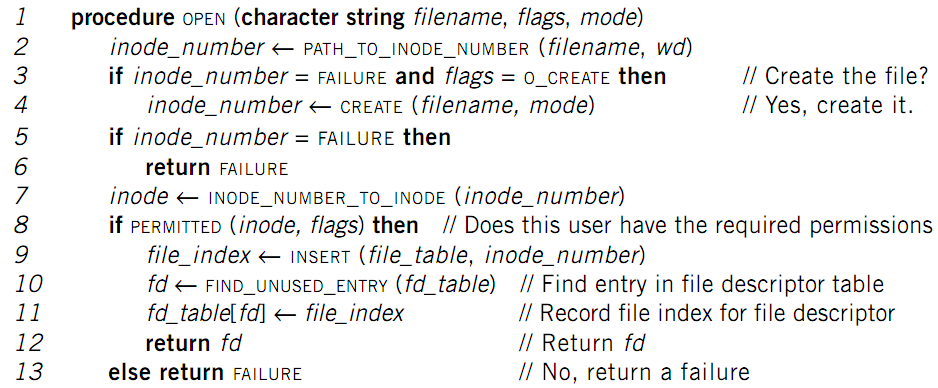 1 procedure OPEN (character string filename, flags, mode)
2 inode_number ← PATH_TO_INODE_NUMBER (filename, wd)
3 if inode_number = FAILURE and flags = O_CREATE then // Create the file?
4 inode_number ← CREATE (filename, mode) // Yes, create it.
5 if inode_number = FAILURE then
6 return FAILURE
7 inode ← INODE_NUMBER_TO_INODE (inode_number)
8 if PERMITTED (inode, flags) then // Does this user have the required permissions
9 file_index ← INSERT (file_table, inode_number)
10 fd ← FIND_UNUSED_ENTRY (fd_table) // Find entry in file descriptor table
11 fd_table[fd] ← file_index // Record file index for file descriptor
12 return fd // Return fd
13 else return FAILURE // No, return a failure